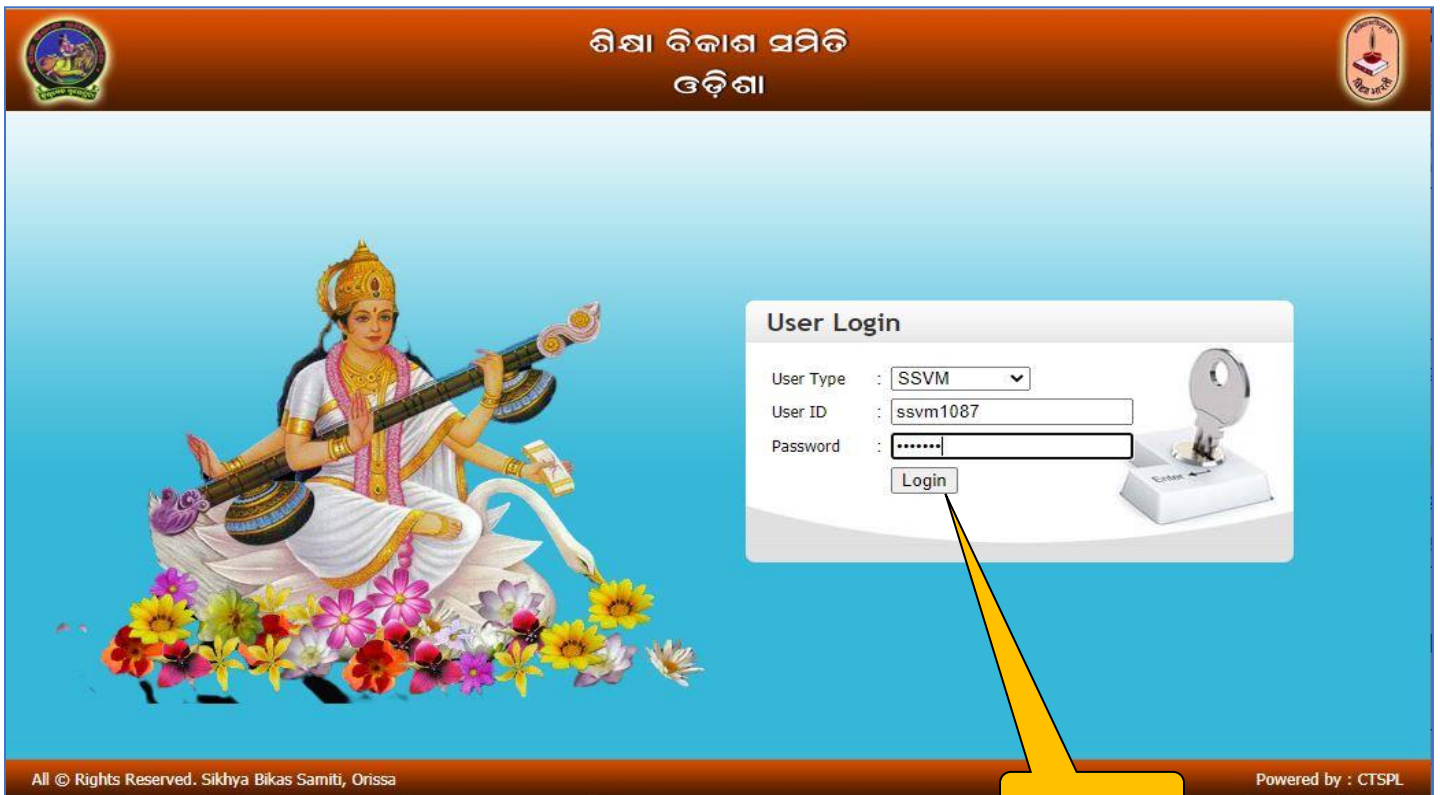 ଶିକ୍ଷା ବିକାଶ ସମିତି
ଓଡ଼ିଶା
User Login
User Type : SSVM
User ID : ssvm1087
Password : •••••••
Login
Enter
All © Rights Reserved. Sikhya Bikas Samiti, Orissa
Powered by : CTSPL